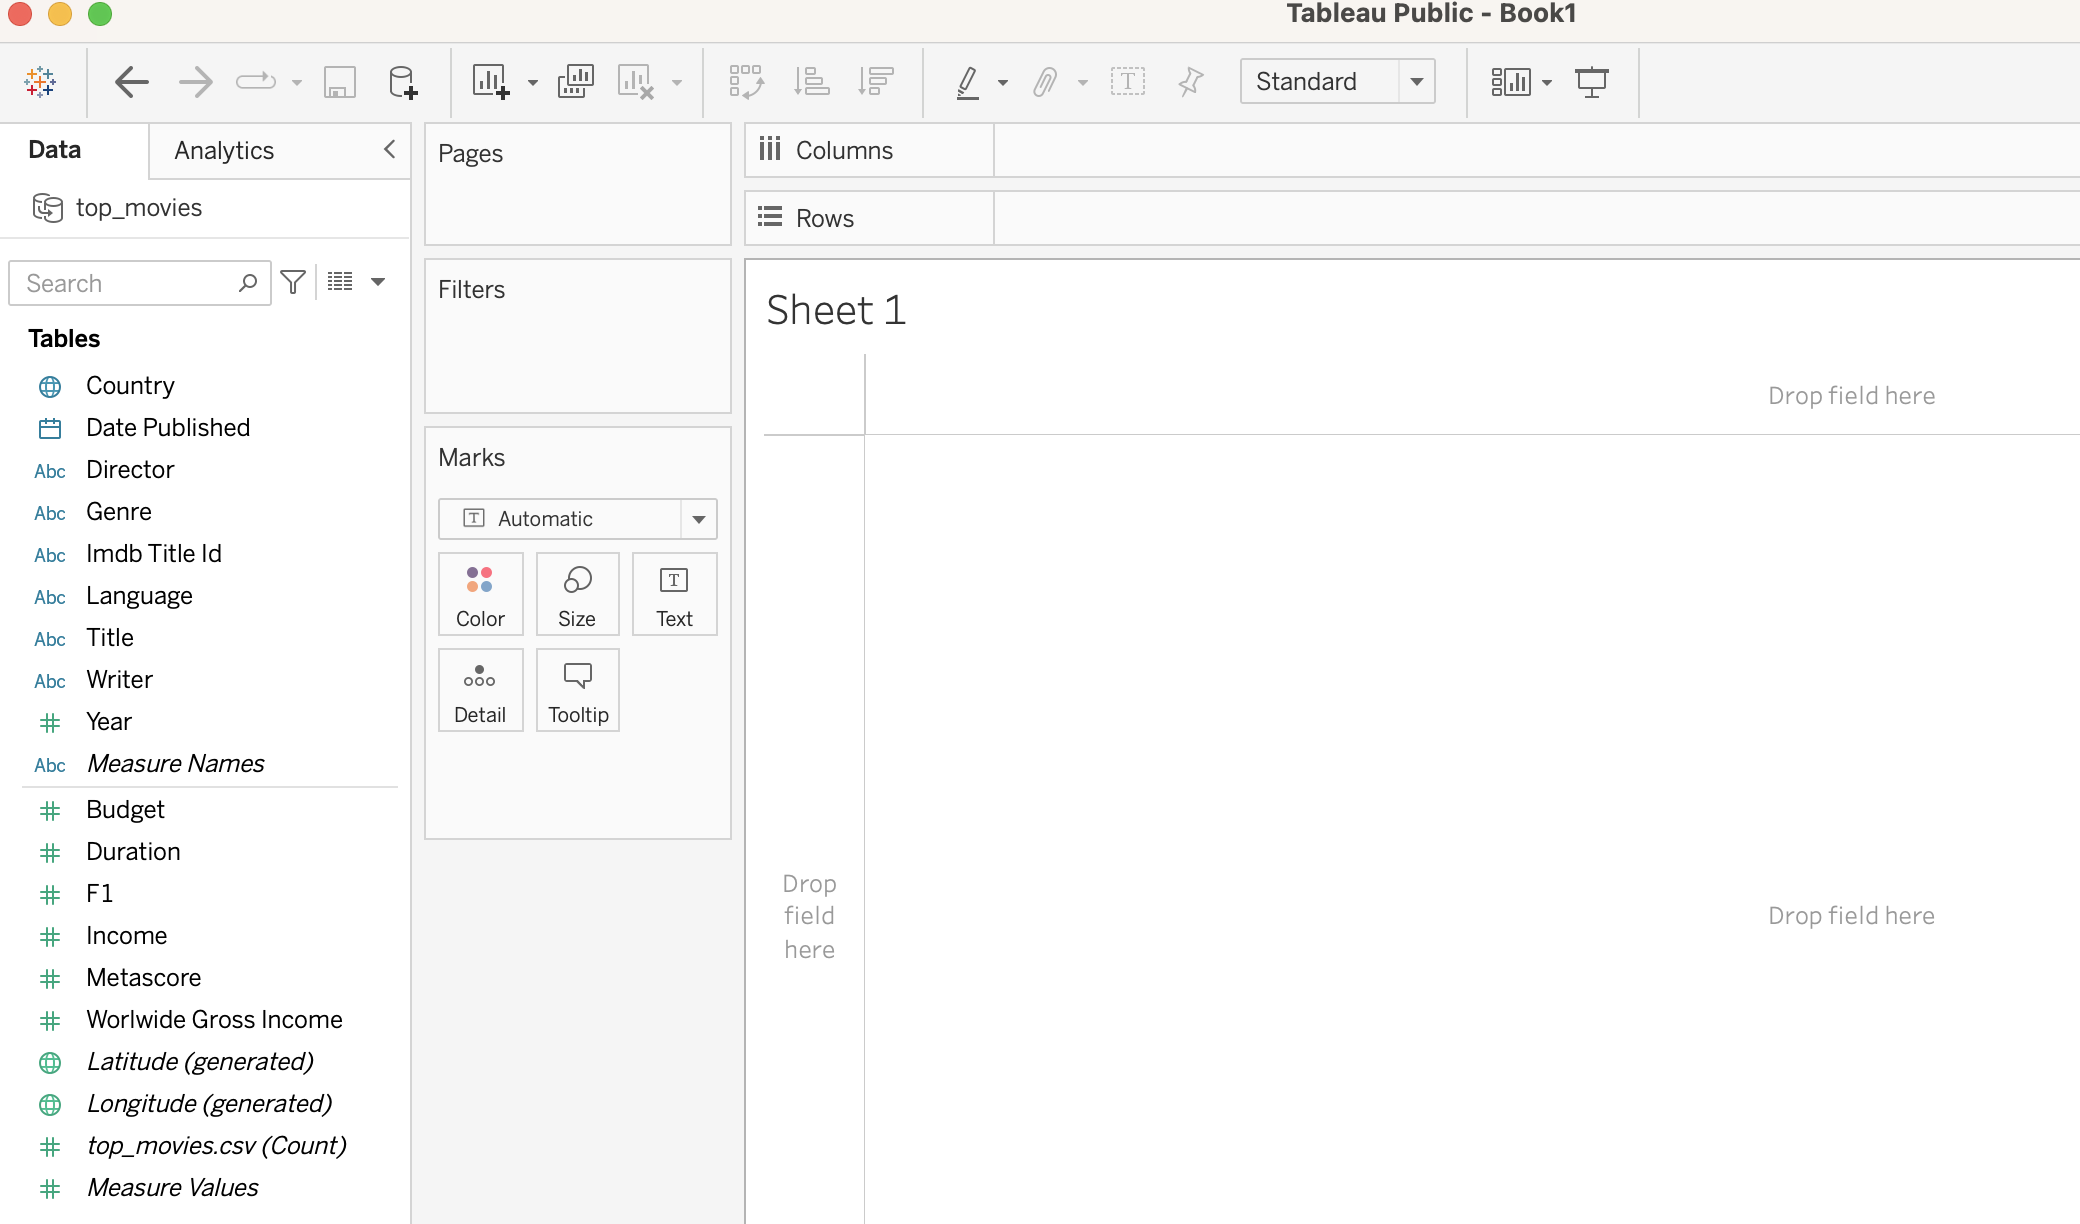 Tableau Public - Book1
Standard
Data
Analytics
top_movies
Search
Tables
Country
Date Published
Abc Director
Abc Genre
Abc Imdb Title Id
Abc Language
Abc Title
Abc Writer
Year
Abc Measure Names
Budget
Duration
F1
Income
Metascore
Worlwide Gross Income
Latitude (generated)
Longitude (generated)
top_movies.csv (Count)
Measure Values
Pages
Filters
Marks
T Automatic
Color
Size
T
Text
Detail
Tooltip
Columns
Rows
Sheet 1
Drop field here
Drop
field
here
Drop field here